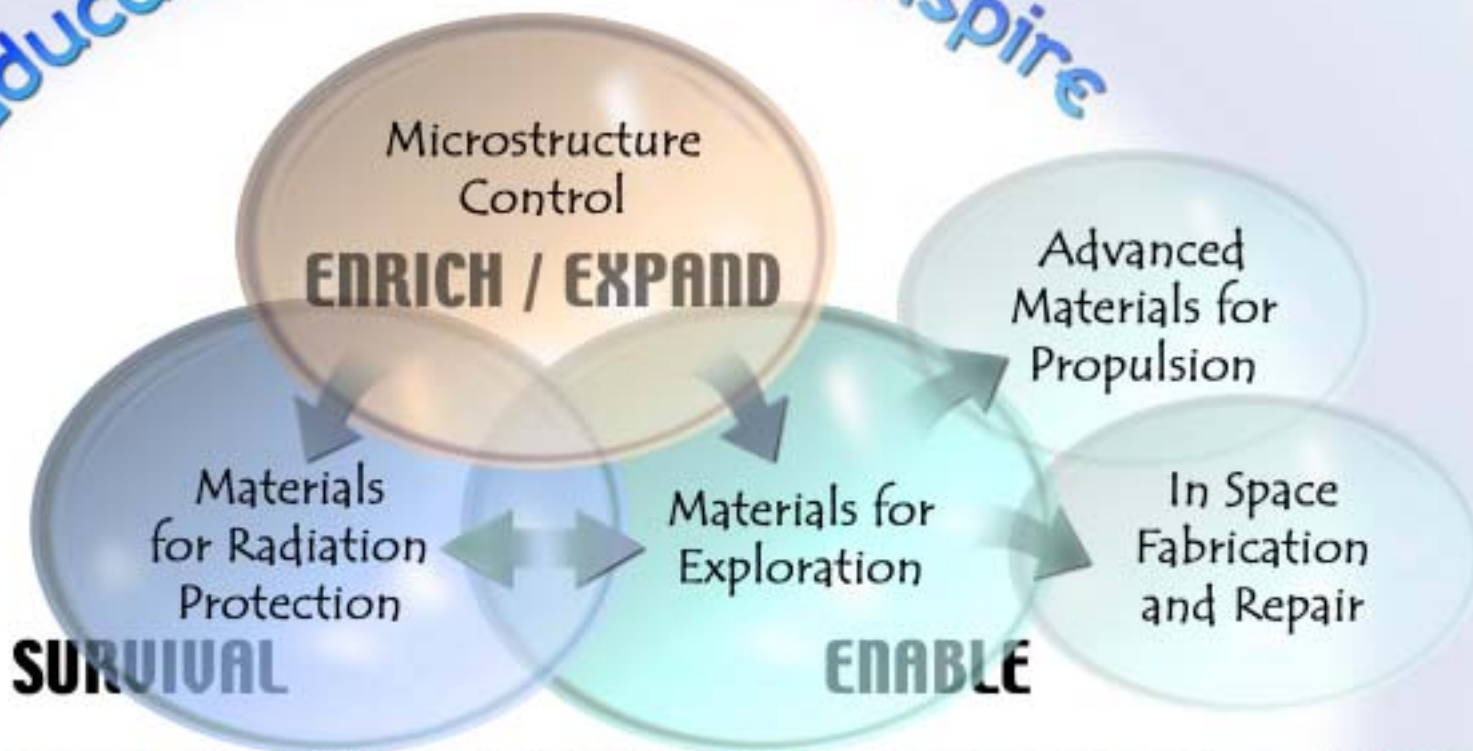 nspire
Microstructure
Control
ENRICH / EXPAND
Advanced
Materials for
Propulsion
Materials
for Radiation
Protection
Materials for
Exploration
In Space
Fabrication
and Repair
SURVIVAL
ENABLE